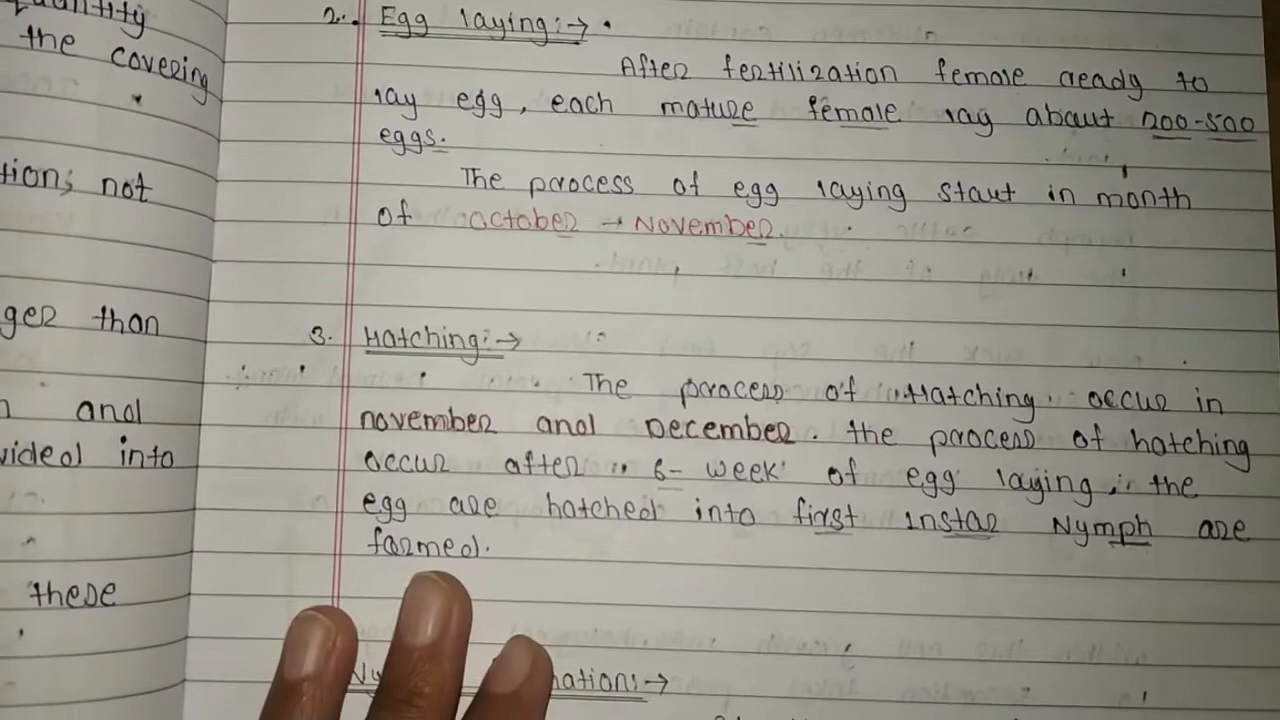 quantity
the covering
tion; not
ger than
and
vided into
these
2. Egg laying:→
After fertilization female ready to
lay egg, each mature female lay about 200-500
eggs.
The process of egg laying start in month
of october → November.
3. Hatching:→
The process of Hatching occur in
november and December. the process of hatching
occur after 6- week of egg laying, the
egg are hatched into first instar Nymph are
formed.